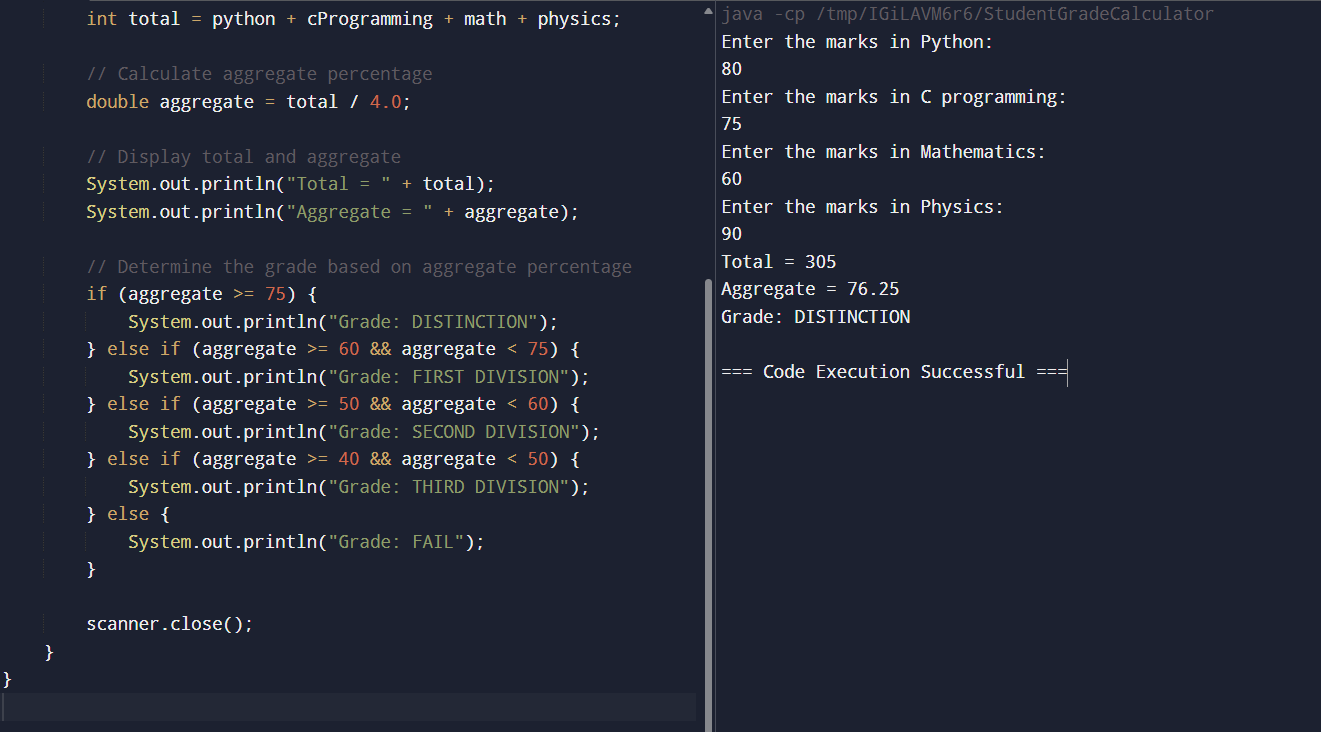 int total = python + cProgramming + math + physics;
// Calculate aggregate percentage
double aggregate = total / 4.0;
// Display total and aggregate
System.out.println("Total = " + total);
System.out.println("Aggregate = " + aggregate);
// Determine the grade based on aggregate percentage
if (aggregate >= 75) {
System.out.println("Grade: DISTINCTION");
} else if (aggregate >= 60 && aggregate < 75) {
System.out.println("Grade: FIRST DIVISION");
} else if (aggregate >= 50 && aggregate < 60) {
System.out.println("Grade: SECOND DIVISION");
} else if (aggregate >= 40 && aggregate < 50) {
System.out.println("Grade: THIRD DIVISION");
} else {
System.out.println("Grade: FAIL");
}
scanner.close();
}
}
java -cp /tmp/IGiLAVM6r6/StudentGradeCalculator
Enter the marks in Python:
80
Enter the marks in C programming:
75
Enter the marks in Mathematics:
60
Enter the marks in Physics:
90
Total = 305
Aggregate = 76.25
Grade: DISTINCTION
=== Code Execution Successful ===